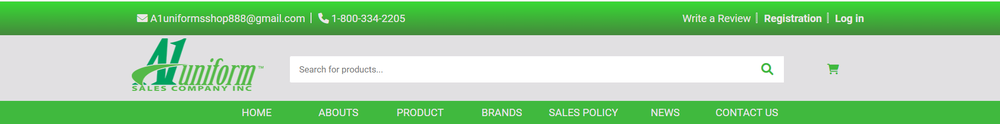 A1uniformsshop888@gmail.com 1-800-334-2205 Write a Review Registration Log in
A1 uniform ™
SALES COMPANY INC
Search for products...
HOME ABOUTS PRODUCT BRANDS SALES POLICY NEWS CONTACT US